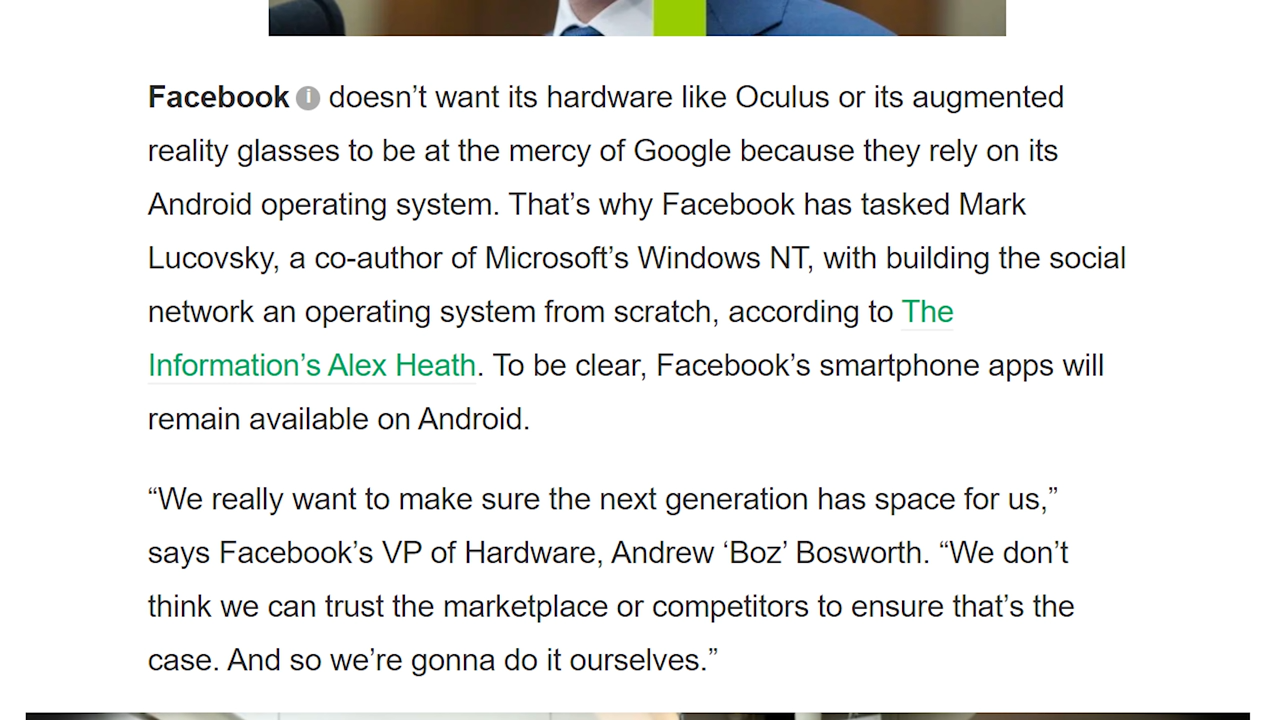 Facebook i doesn’t want its hardware like Oculus or its augmented
reality glasses to be at the mercy of Google because they rely on its
Android operating system. That’s why Facebook has tasked Mark
Lucovsky, a co-author of Microsoft’s Windows NT, with building the social
network an operating system from scratch, according to The
Information’s Alex Heath. To be clear, Facebook’s smartphone apps will
remain available on Android.
“We really want to make sure the next generation has space for us,”
says Facebook’s VP of Hardware, Andrew ‘Boz’ Bosworth. “We don’t
think we can trust the marketplace or competitors to ensure that’s the
case. And so we’re gonna do it ourselves.”